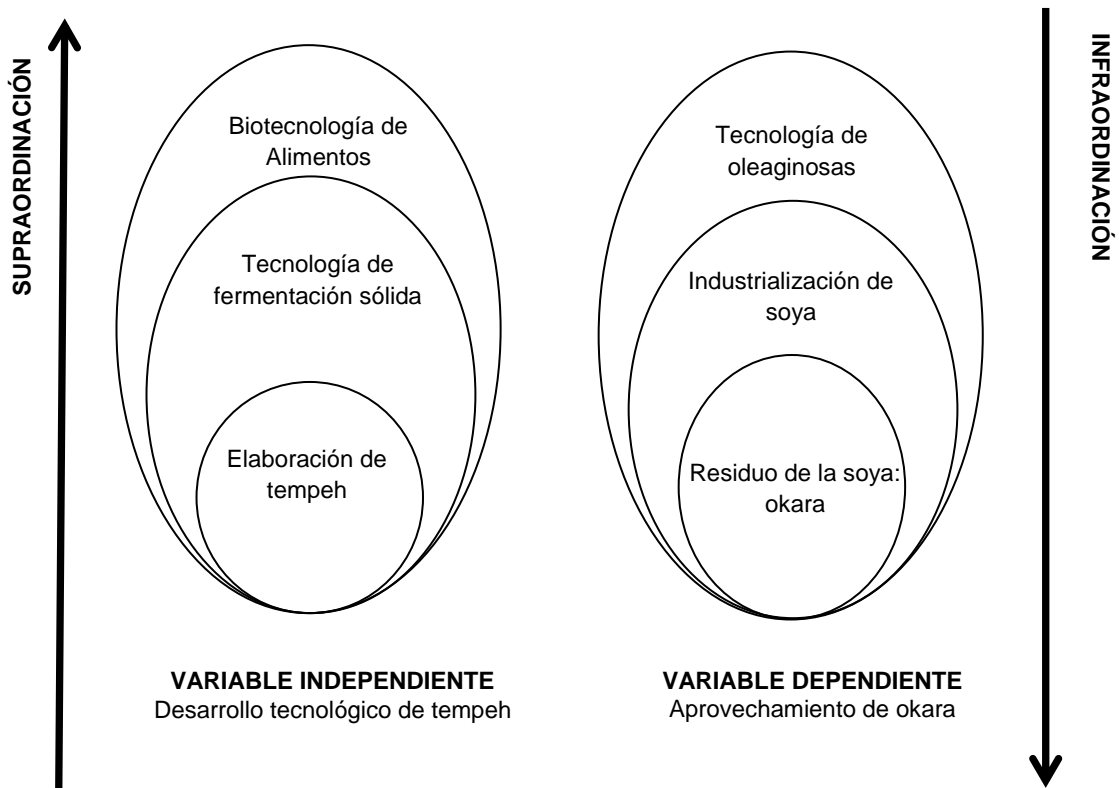 SUPRAORDINACIÓN
Biotecnología de
Alimentos
Tecnología de
fermentación sólida
Elaboración de
tempeh
VARIABLE INDEPENDIENTE
Desarrollo tecnológico de tempeh
Tecnología de
oleaginosas
Industrialización de
soya
Residuo de la soya:
okara
VARIABLE DEPENDIENTE
Aprovechamiento de okara
INFRAORDINACIÓN